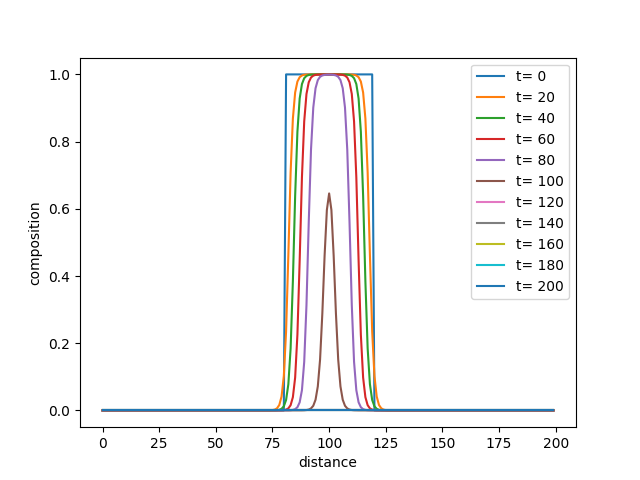 1.0
0.8
0.6
0.4
0.2
0.0
composition
0
25
50
75
100
125
150
175
200
distance
t= 0
t= 20
t= 40
t= 60
t= 80
t= 100
t= 120
t= 140
t= 160
t= 180
t= 200